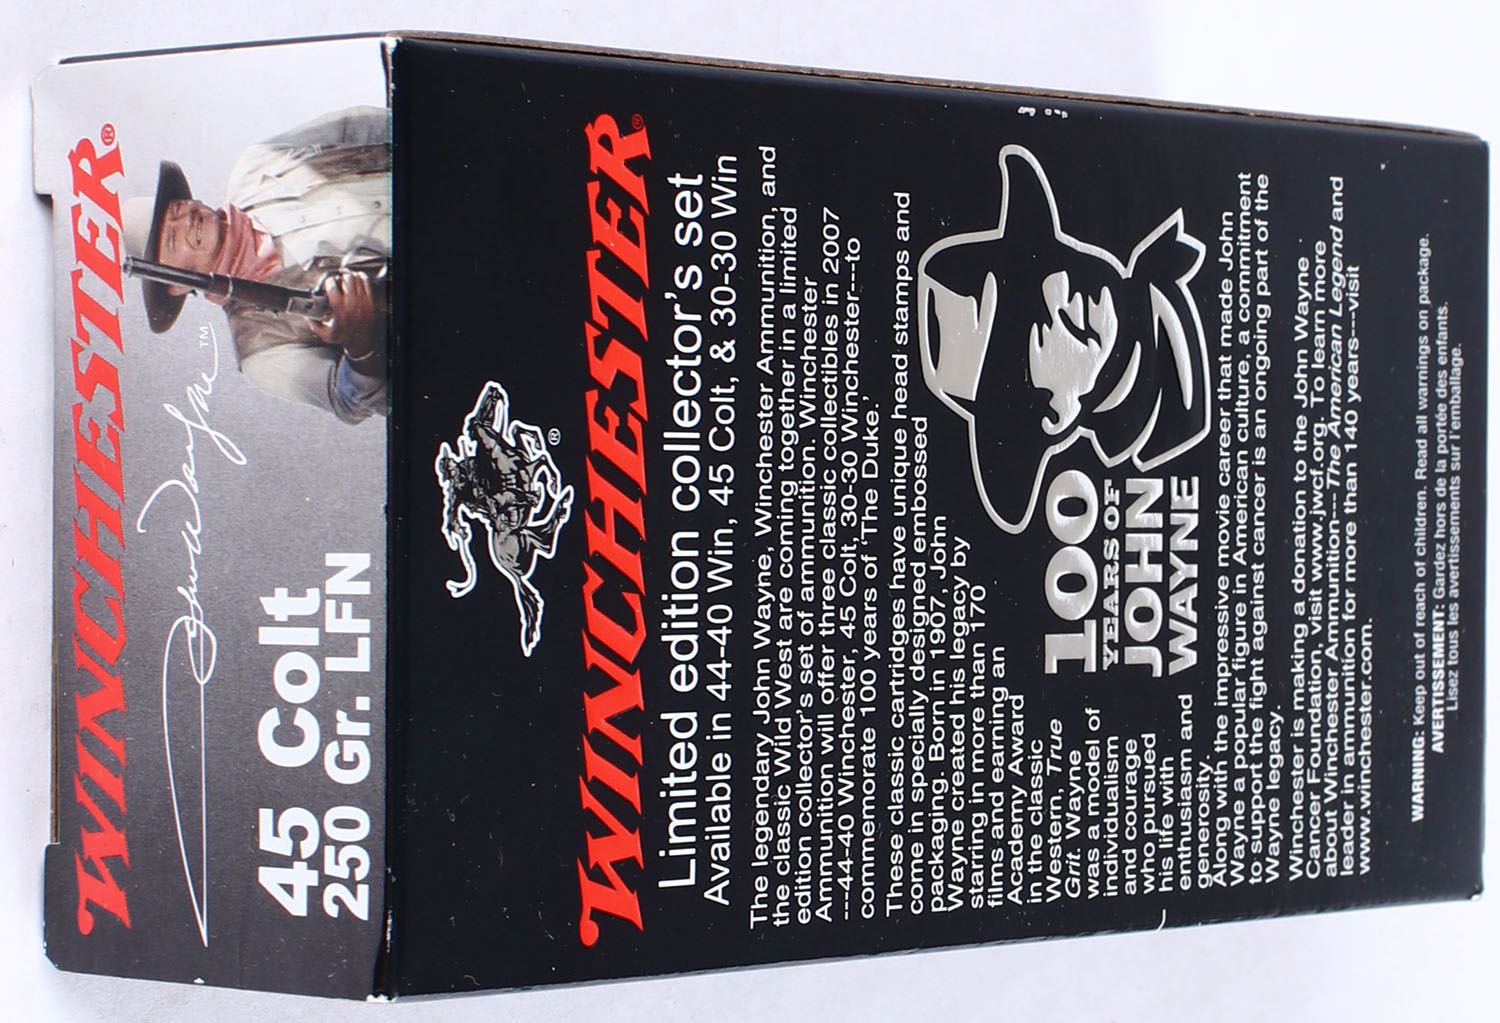 WINCHESTER®
John Wayne™
45 Colt
250 Gr. LFN
®
WINCHESTER®
Limited edition collector's set
Available in 44-40 Win, 45 Colt, & 30-30 Win
The legendary John Wayne, Winchester Ammunition, and
the classic Wild West are coming together in a limited
edition collector's set of ammunition. Winchester
Ammunition will offer three classic collectibles in 2007
---44-40 Winchester, 45 Colt, 30-30 Winchester---to
commemorate 100 years of 'The Duke.'
These classic cartridges have unique head stamps and
come in specially designed embossed
packaging. Born in 1907, John
Wayne created his legacy by
starring in more than 170
films and earning an
Academy Award
in the classic
Western, True
Grit. Wayne
was a model of
individualism
and courage
who pursued
his life with
enthusiasm and
generosity.
100
YEARS OF
JOHN
WAYNE
Along with the impressive movie career that made John
Wayne a popular figure in American culture, a commitment
to support the fight against cancer is an ongoing part of the
Wayne legacy.
Winchester is making a donation to the John Wayne
Cancer Foundation, visit www.jwcf.org. To learn more
about Winchester Ammunition---The American Legend and
leader in ammunition for more than 140 years---visit
www.winchester.com.
WARNING: Keep out of reach of children. Read all warnings on package.
AVERTISSEMENT: Gardez hors de la portée des enfants.
Lisez tous les avertissements sur l'emballage.